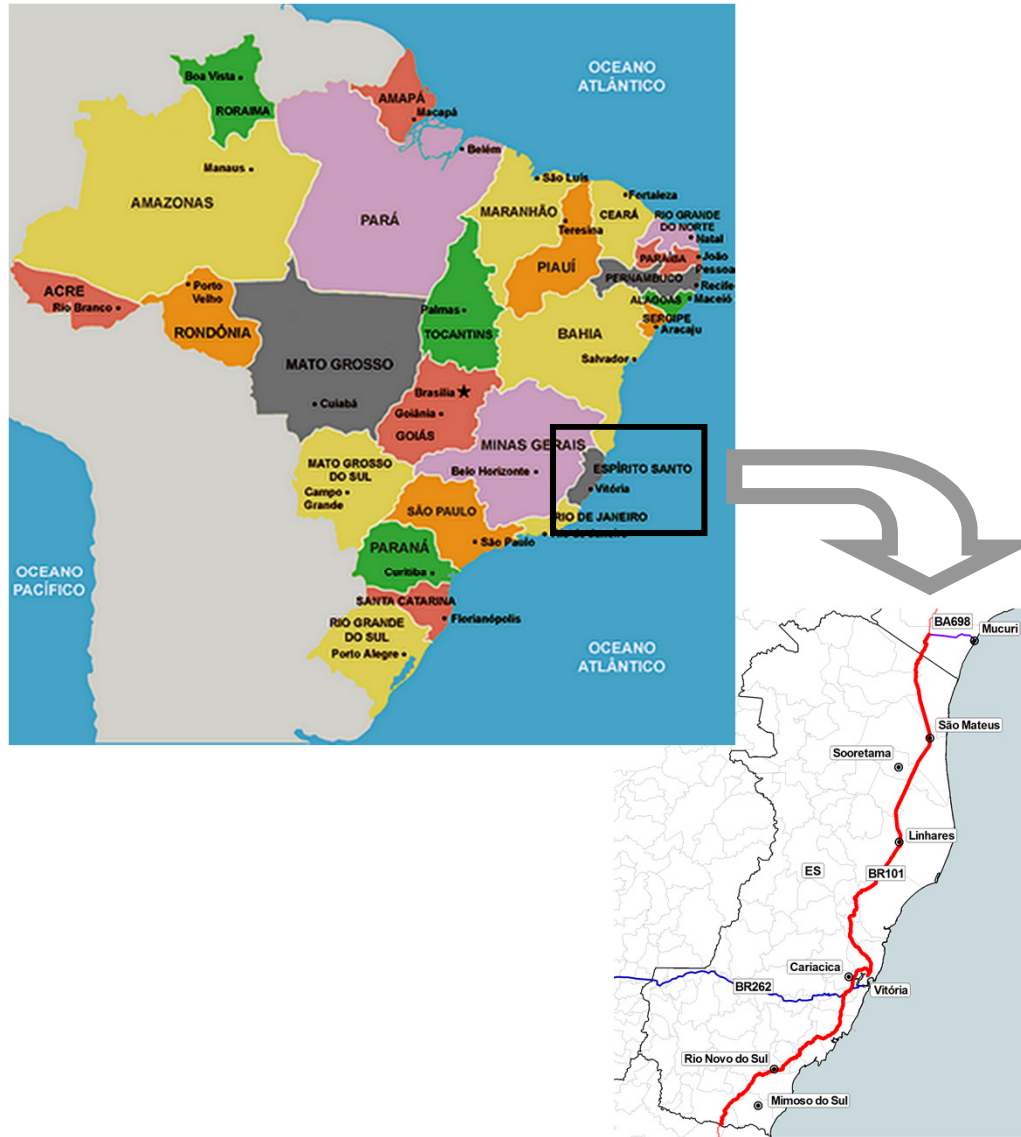 OCEANO
ATLÂNTICO
Boa Vista
RORAIMA
AMAPÁ
Macapá
Belém
Manaus
São Luis
Fortaleza
AMAZONAS
PARÁ
MARANHÃO
CEARÁ
RIO GRANDE
DO NORTE
Teresina
Natal
PIAUÍ
PARAÍBA
João
Pessoa
PERNAMBUCO
Recife
ACRE
Rio Branco
Porto
Velho
RONDÔNIA
Palmas
TOCANTINS
ALAGOAS
Maceió
SERGIPE
Aracaju
BAHIA
Salvador
MATO GROSSO
Cuiabá
Brasília
Goiânia
GOIÁS
MINAS GERAIS
Belo Horizonte
ESPÍRITO SANTO
Vitória
MATO GROSSO
DO SUL
Campo
Grande
SÃO PAULO
São Paulo
RIO DE JANEIRO
PARANÁ
Curitiba
OCEANO
PACÍFICO
SANTA CATARINA
Florianópolis
RIO GRANDE
DO SUL
Porto Alegre
OCEANO
ATLÂNTICO
BA698
Mucuri
São Mateus
Sooretama
Linhares
ES
BR101
Cariacica
BR262
Vitória
Rio Novo do Sul
Mimoso do Sul